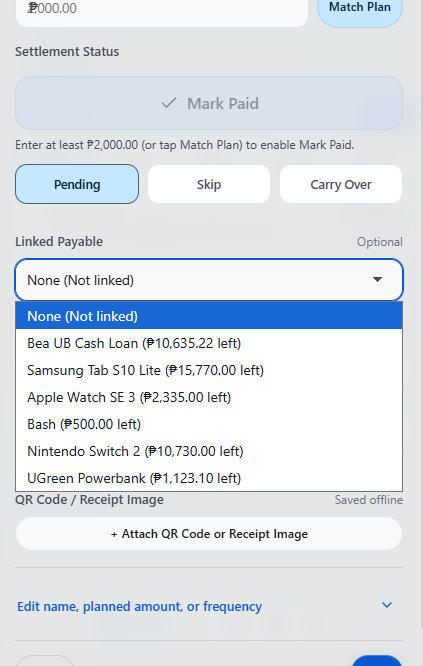 ₱2,000.00
Match Plan
Settlement Status
Mark Paid
Enter at least ₱2,000.00 (or tap Match Plan) to enable Mark Paid.
Pending
Skip
Carry Over
Linked Payable
Optional
None (Not linked)
None (Not linked)
Bea UB Cash Loan (₱10,635.22 left)
Samsung Tab S10 Lite (₱15,770.00 left)
Apple Watch SE 3 (₱2,335.00 left)
Bash (₱500.00 left)
Nintendo Switch 2 (₱10,730.00 left)
UGreen Powerbank (₱1,123.10 left)
QR Code / Receipt Image
Saved offline
+ Attach QR Code or Receipt Image
Edit name, planned amount, or frequency